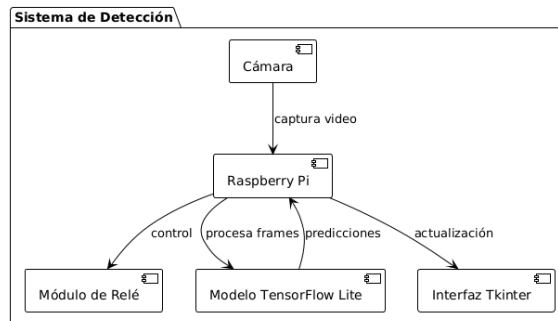 Sistema de Detección
Cámara
captura video
Raspberry Pi
control
procesa frames
predicciones
actualización
Módulo de Relé
Modelo TensorFlow Lite
Interfaz Tkinter